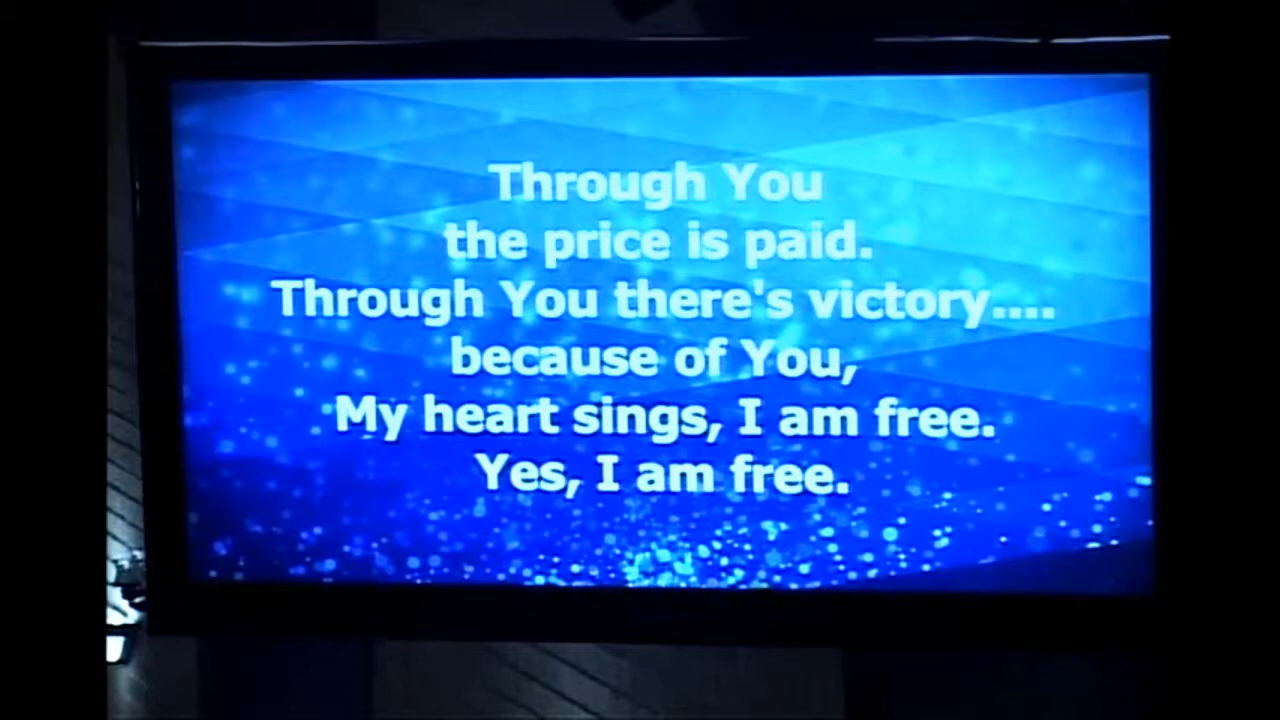 Through You
the price is paid.
Through You there's victory....
because of You,
My heart sings, I am free.
Yes, I am free.